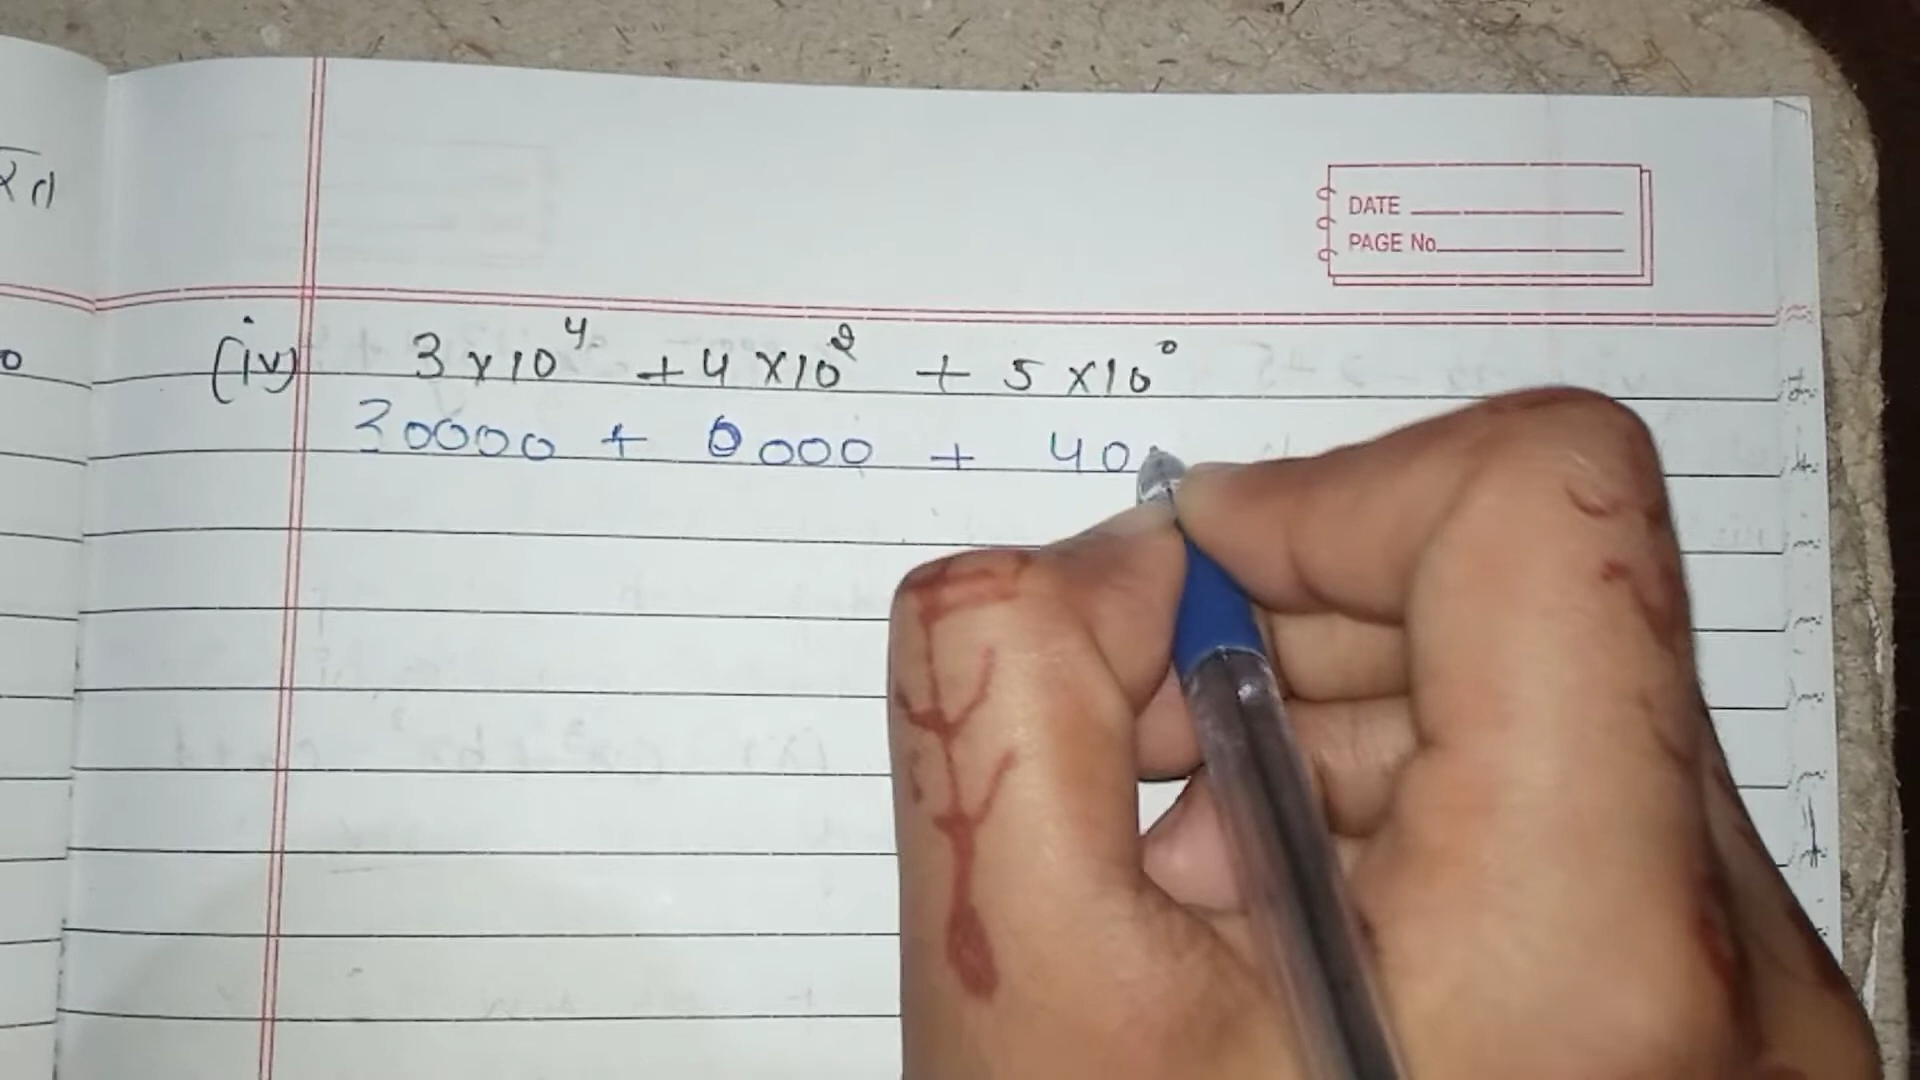 DATE
PAGE No.
(iv) 3×10⁴ + 4×10² + 5×10⁰
30000 + 0000 + 40